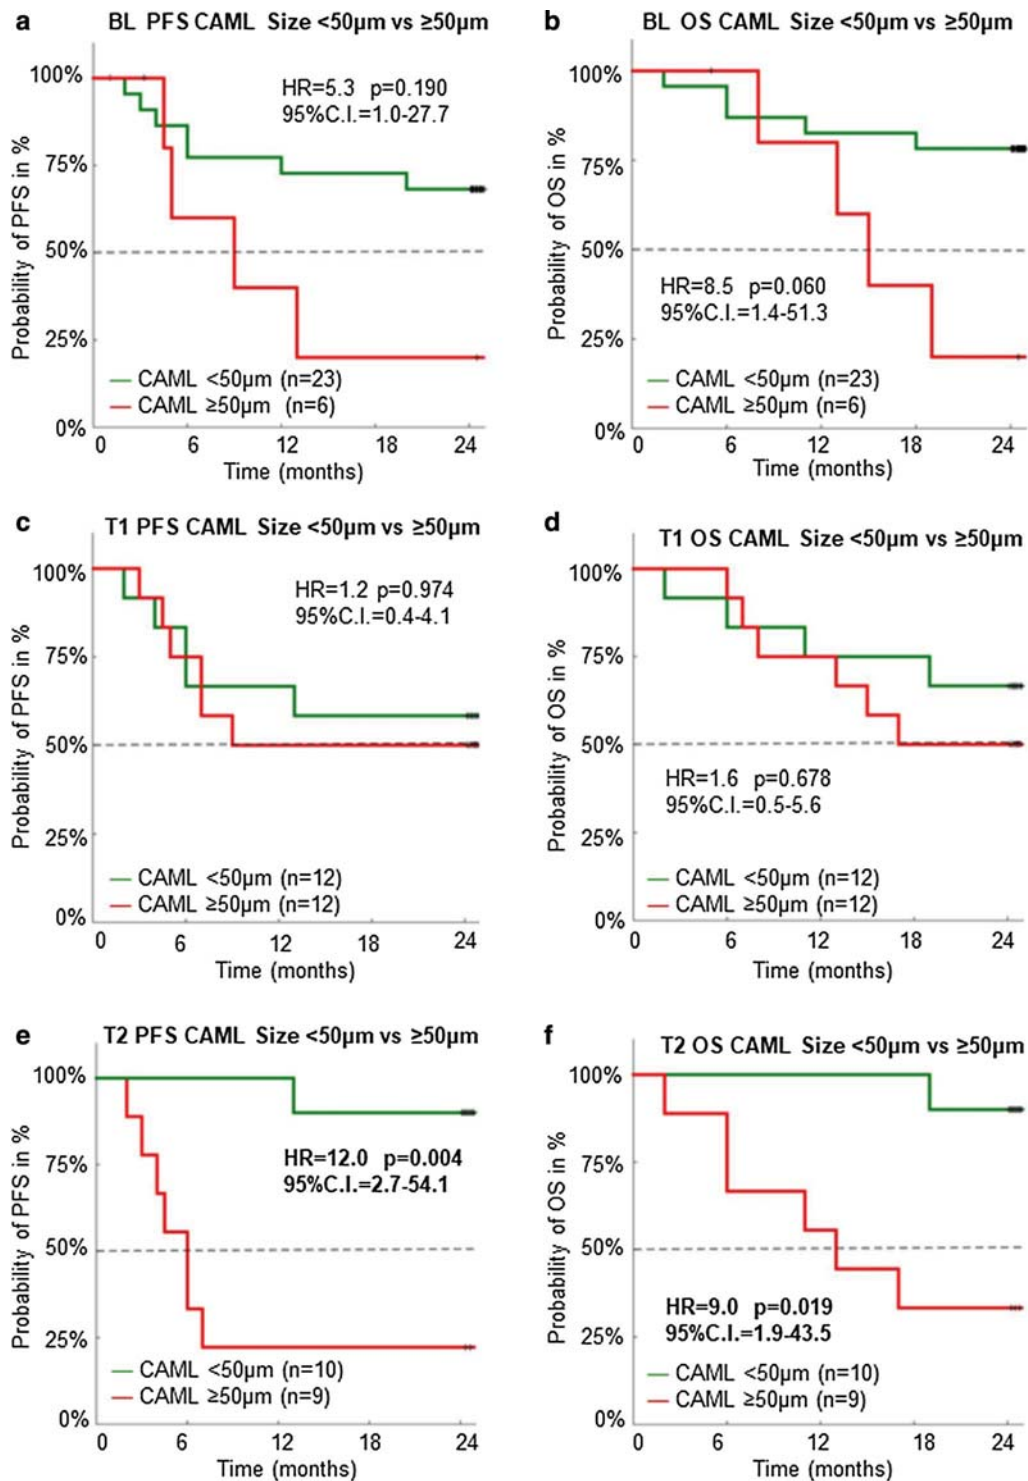 a
BL PFS CAML Size <50µm vs ≥50µm
Probability of PFS in %
100%
75%
50%
25%
0%
HR=5.3 p=0.190
95%C.I.=1.0-27.7
CAML <50µm (n=23)
CAML ≥50µm (n=6)
0 6 12 18 24
Time (months)
b
BL OS CAML Size <50µm vs ≥50µm
Probability of OS in %
100%
75%
50%
25%
0%
HR=8.5 p=0.060
95%C.I.=1.4-51.3
CAML <50µm (n=23)
CAML ≥50µm (n=6)
0 6 12 18 24
Time (months)
c
T1 PFS CAML Size <50µm vs ≥50µm
Probability of PFS in %
100%
75%
50%
25%
0%
HR=1.2 p=0.974
95%C.I.=0.4-4.1
CAML <50µm (n=12)
CAML ≥50µm (n=12)
0 6 12 18 24
Time (months)
d
T1 OS CAML Size <50µm vs ≥50µm
Probability of OS in %
100%
75%
50%
25%
0%
HR=1.6 p=0.678
95%C.I.=0.5-5.6
CAML <50µm (n=12)
CAML ≥50µm (n=12)
0 6 12 18 24
Time (months)
e
T2 PFS CAML Size <50µm vs ≥50µm
Probability of PFS in %
100%
75%
50%
25%
0%
HR=12.0 p=0.004
95%C.I.=2.7-54.1
CAML <50µm (n=10)
CAML ≥50µm (n=9)
0 6 12 18 24
Time (months)
f
T2 OS CAML Size <50µm vs ≥50µm
Probability of OS in %
100%
75%
50%
25%
0%
HR=9.0 p=0.019
95%C.I.=1.9-43.5
CAML <50µm (n=10)
CAML ≥50µm (n=9)
0 6 12 18 24
Time (months)